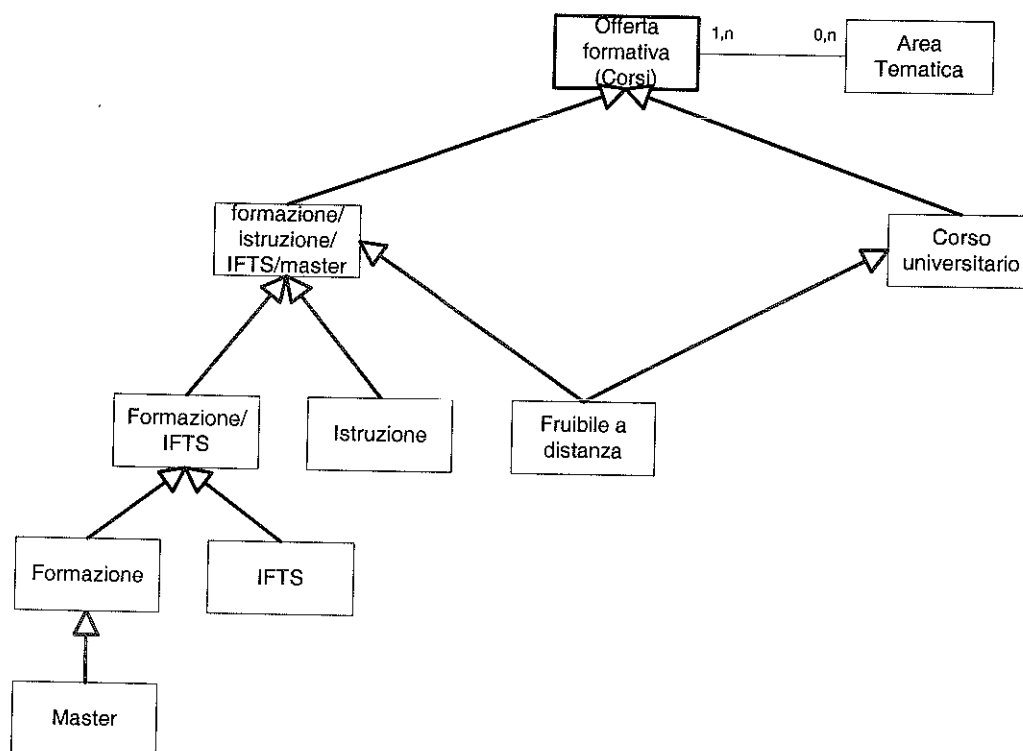 Offerta
formativa
(Corsi)
1,n
0,n
Area
Tematica
formazione/
istruzione/
IFTS/master
Corso
universitario
Formazione/
IFTS
Istruzione
Fruibile a
distanza
Formazione
IFTS
Master